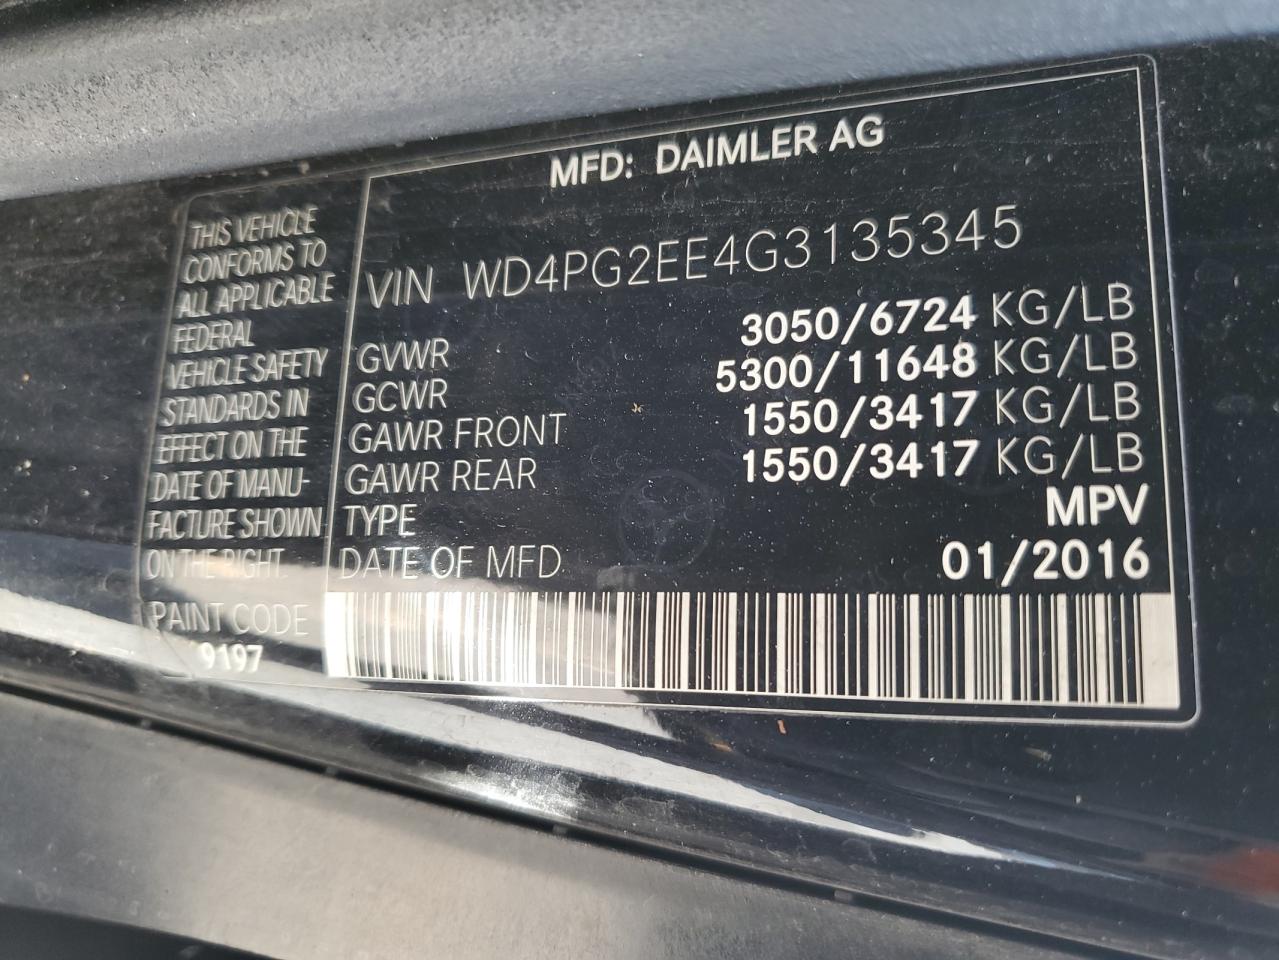 MFD: DAIMLER AG
THIS VEHICLE
CONFORMS TO
ALL APPLICABLE
FEDERAL
VEHICLE SAFETY
STANDARDS IN
EFFECT ON THE
DATE OF MANU-
FACTURE SHOWN
ON THE RIGHT
PAINT CODE
9197
VIN WD4PG2EE4G3135345
GVWR 3050/6724 KG/LB
GCWR 5300/11648 KG/LB
GAWR FRONT 1550/3417 KG/LB
GAWR REAR 1550/3417 KG/LB
TYPE MPV
DATE OF MFD 01/2016